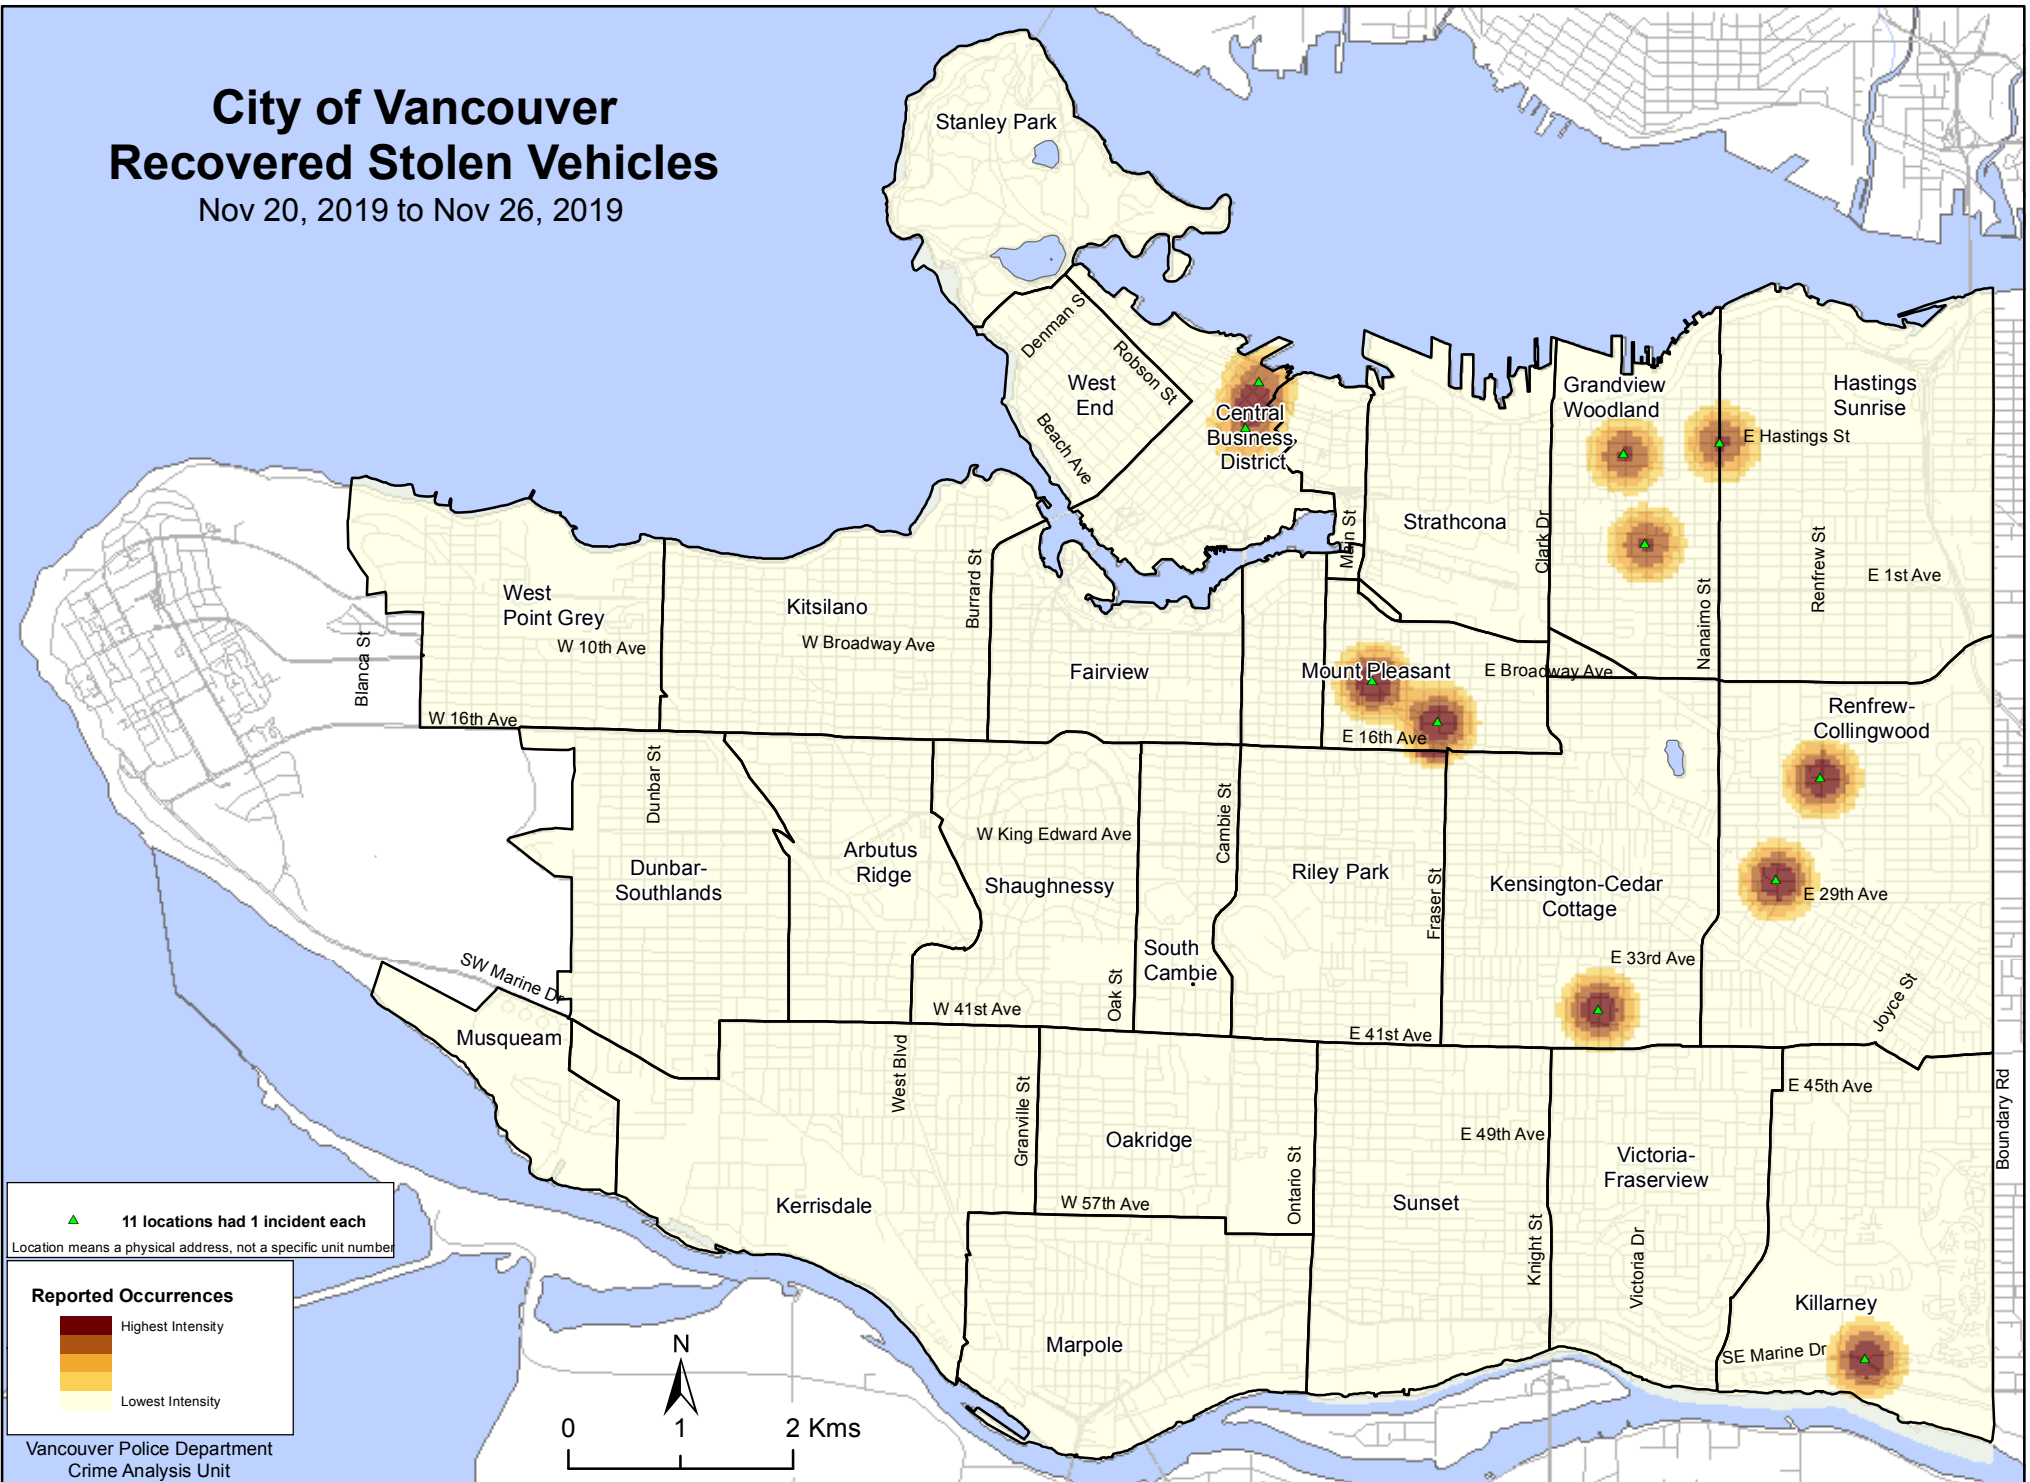 City of Vancouver
Recovered Stolen Vehicles
Nov 20, 2019 to Nov 26, 2019
Stanley Park
Denman S
Robson St
West
End
Beach Ave
Central
Business
District
Grandview
Woodland
Hastings
Sunrise
E Hastings St
Strathcona
Main St
Clark Dr
Nanaimo St
Renfrew St
E 1st Ave
West
Point Grey
Kitsilano
Burrard St
W 10th Ave
W Broadway Ave
Blanca St
Fairview
Mount Pleasant
E Broadway Ave
W 16th Ave
E 16th Ave
Renfrew-
Collingwood
Dunbar St
Cambie St
W King Edward Ave
Arbutus
Ridge
Dunbar-
Southlands
Shaughnessy
Riley Park
Fraser St
Kensington-Cedar
Cottage
E 29th Ave
South
Cambie
E 33rd Ave
SW Marine Dr
Oak St
W 41st Ave
E 41st Ave
Joyce St
Musqueam
West Blvd
Granville St
E 45th Ave
Boundary Rd
Oakridge
E 49th Ave
Ontario St
Victoria-
Fraserview
Kerrisdale
W 57th Ave
Sunset
Knight St
Victoria Dr
Killarney
Marpole
SE Marine Dr
11 locations had 1 incident each
Location means a physical address, not a specific unit number
Reported Occurrences
Highest Intensity
Lowest Intensity
Vancouver Police Department
Crime Analysis Unit
N
0 1 2 Kms